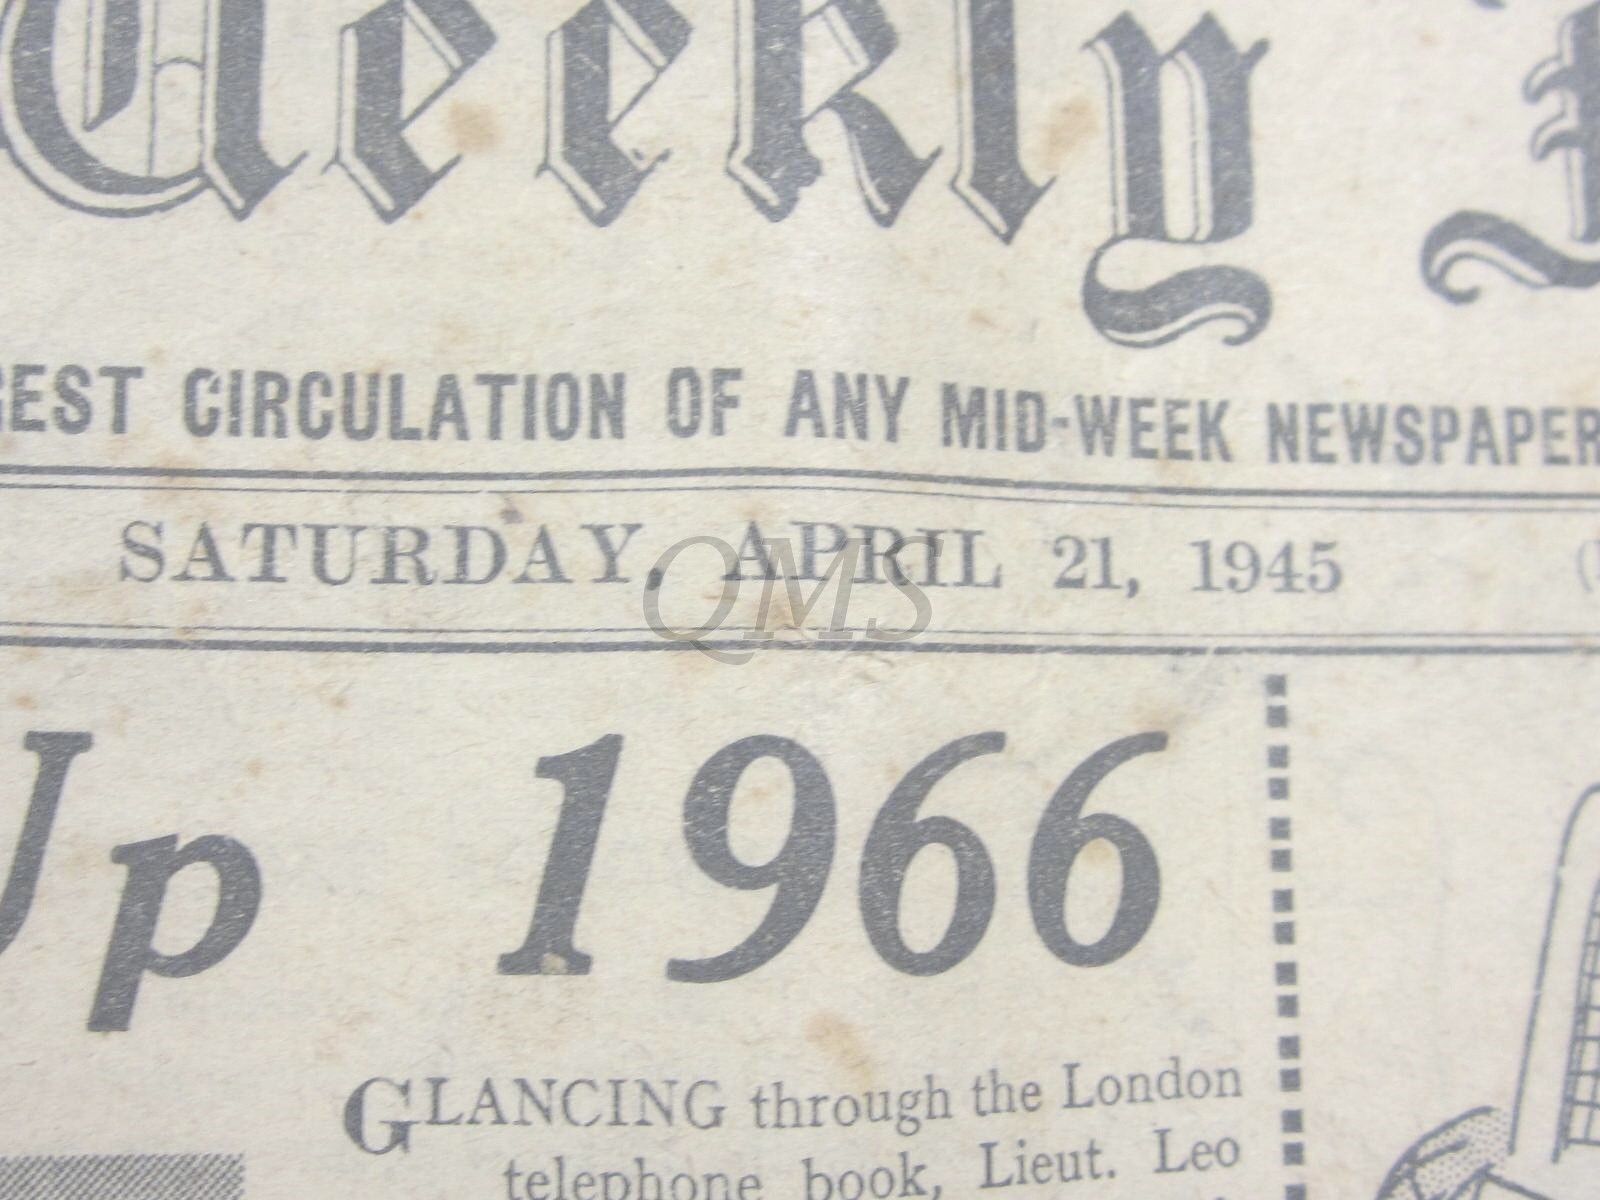 Weekly
CIRCULATION OF ANY MID-WEEK NEWSPAPER
SATURDAY, APRIL 21, 1945
QMS
Up 1966
GLANCING through the London
telephone book, Lieut. Leo